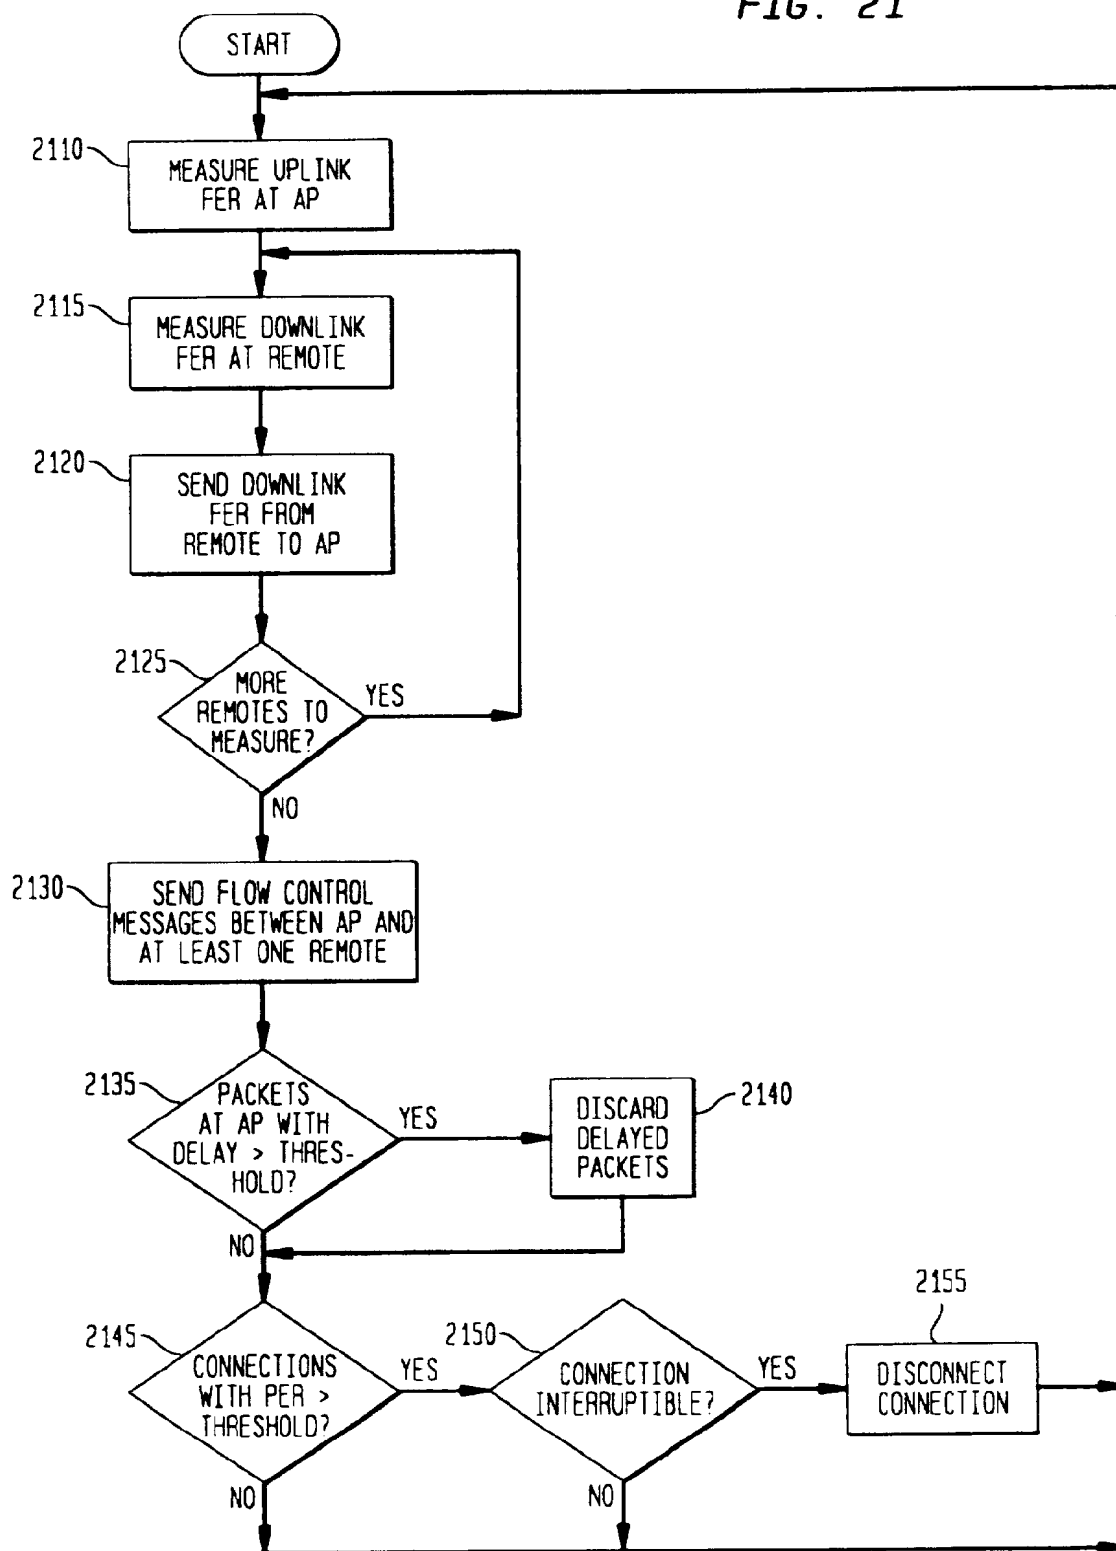 FIG. 21
START
2110
MEASURE UPLINK
FER AT AP
2115
MEASURE DOWNLINK
FER AT REMOTE
2120
SEND DOWNLINK
FER FROM
REMOTE TO AP
2125
MORE
REMOTES TO
MEASURE?
YES
NO
2130
SEND FLOW CONTROL
MESSAGES BETWEEN AP AND
AT LEAST ONE REMOTE
2135
PACKETS
AT AP WITH
DELAY > THRES-
HOLD?
YES
2140
DISCARD
DELAYED
PACKETS
NO
2145
CONNECTIONS
WITH PER >
THRESHOLD?
YES
2150
CONNECTION
INTERRUPTIBLE?
YES
2155
DISCONNECT
CONNECTION
NO
NO